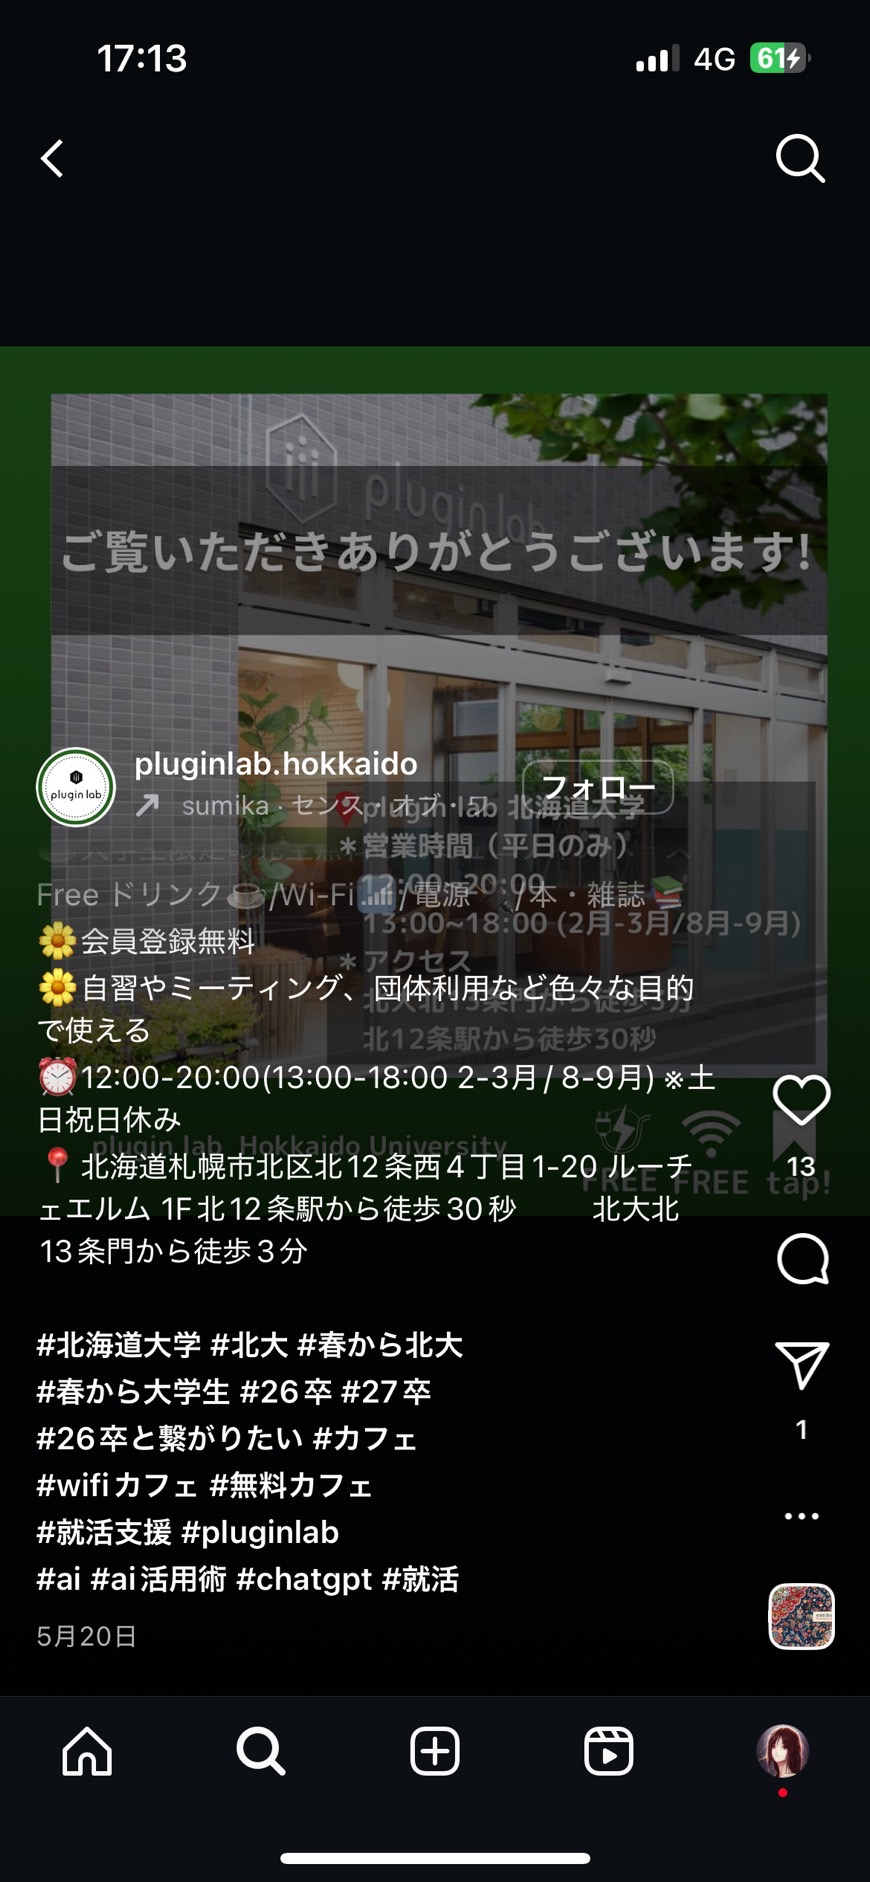 17:13
4G
61
plugin lab
ご覧いただきありがとうございます!
plugin lab
pluginlab.hokkaido
フォロー
sumika · センス・オブ・ワ
plugin lab 北海道大学
*営業時間（平日のみ）
12:00~20:00
Free ドリンク☕/Wi-Fi📶/電源🔌/本・雑誌📚
13:00~18:00 (2月-3月/8月-9月)
🌼会員登録無料
*アクセス
🌼自習やミーティング、団体利用など色々な目的
で使える
北大北13条門から徒歩3分
北12条駅から徒歩30秒
⏰12:00-20:00(13:00-18:00 2-3月/ 8-9月) ※土
日祝日休み
plugin lab Hokkaido University
📍北海道札幌市北区北12条西4丁目1-20 ルーチ
ェエルム 1F北12条駅から徒歩30秒 北大北
13条門から徒歩3分
FREE FREE tap!
13
#北海道大学 #北大 #春から北大
#春から大学生 #26卒 #27卒
#26卒と繋がりたい #カフェ
#wifiカフェ #無料カフェ
#就活支援 #pluginlab
#ai #ai活用術 #chatgpt #就活
1
5月20日